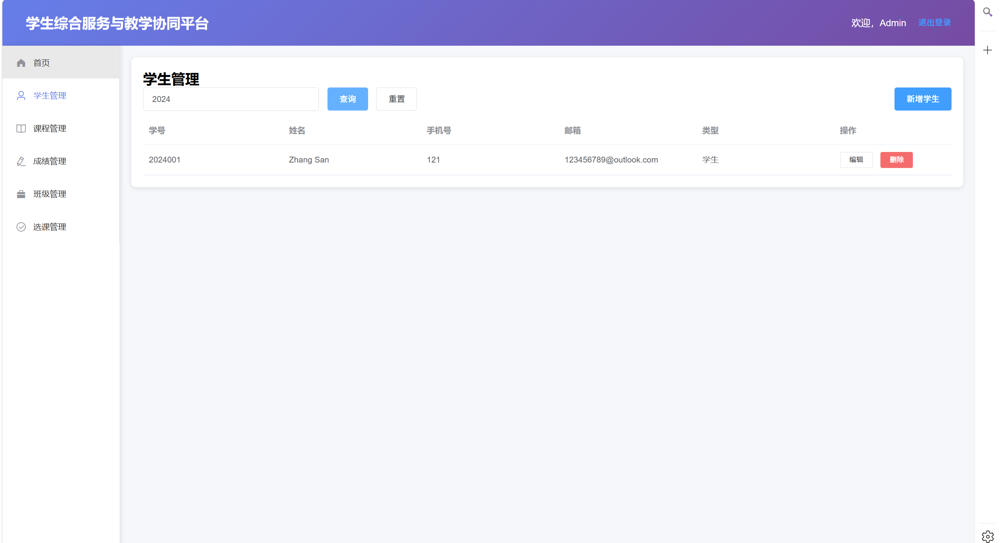 学生综合服务与教学协同平台
欢迎，Admin 退出登录
首页
学生管理
课程管理
成绩管理
班级管理
选课管理
学生管理
2024 查询 重置 新增学生
学号 姓名 手机号 邮箱 类型 操作
2024001 Zhang San 121 123456789@outlook.com 学生 编辑 删除